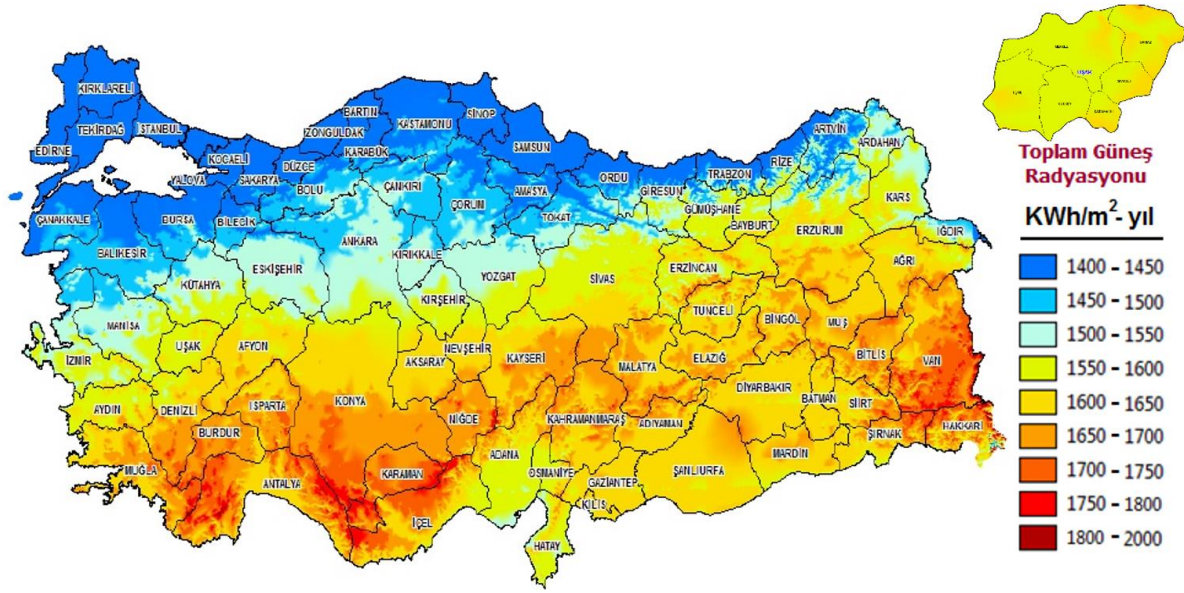 KIRKLARELİ
TEKİRDAĞ
İSTANBUL
EDİRNE
KOCAELİ
YALOVA
SAKARYA
DÜZCE
ZONGULDAK
BARTIN
KARABÜK
KASTAMONU
SİNOP
SAMSUN
ORDU
GİRESUN
TRABZON
RİZE
ARTVİN
ARDAHAN
ÇANAKKALE
BURSA
BİLECİK
BOLU
ÇANKIRI
ÇORUM
AMASYA
TOKAT
GÜMÜŞHANE
BAYBURT
ERZURUM
KARS
IĞDIR
BALIKESİR
KÜTAHYA
ESKİŞEHİR
ANKARA
KIRIKKALE
YOZGAT
SİVAS
ERZİNCAN
AĞRI
MANİSA
UŞAK
AFYON
KIRŞEHİR
NEVŞEHİR
AKSARAY
KAYSERİ
MALATYA
TUNCELİ
ELAZIĞ
BİNGÖL
MUŞ
BİTLİS
VAN
İZMİR
AYDIN
DENİZLİ
ISPARTA
BURDUR
KONYA
NİĞDE
KAHRAMANMARAŞ
ADIYAMAN
DİYARBAKIR
BATMAN
SİİRT
ŞIRNAK
HAKKARİ
MUĞLA
ANTALYA
KARAMAN
İÇEL
ADANA
OSMANİYE
GAZİANTEP
KİLİS
HATAY
ŞANLIURFA
MARDİN
UŞAK
Toplam Güneş
Radyasyonu
KWh/m²- yıl
1400 - 1450
1450 - 1500
1500 - 1550
1550 - 1600
1600 - 1650
1650 - 1700
1700 - 1750
1750 - 1800
1800 - 2000